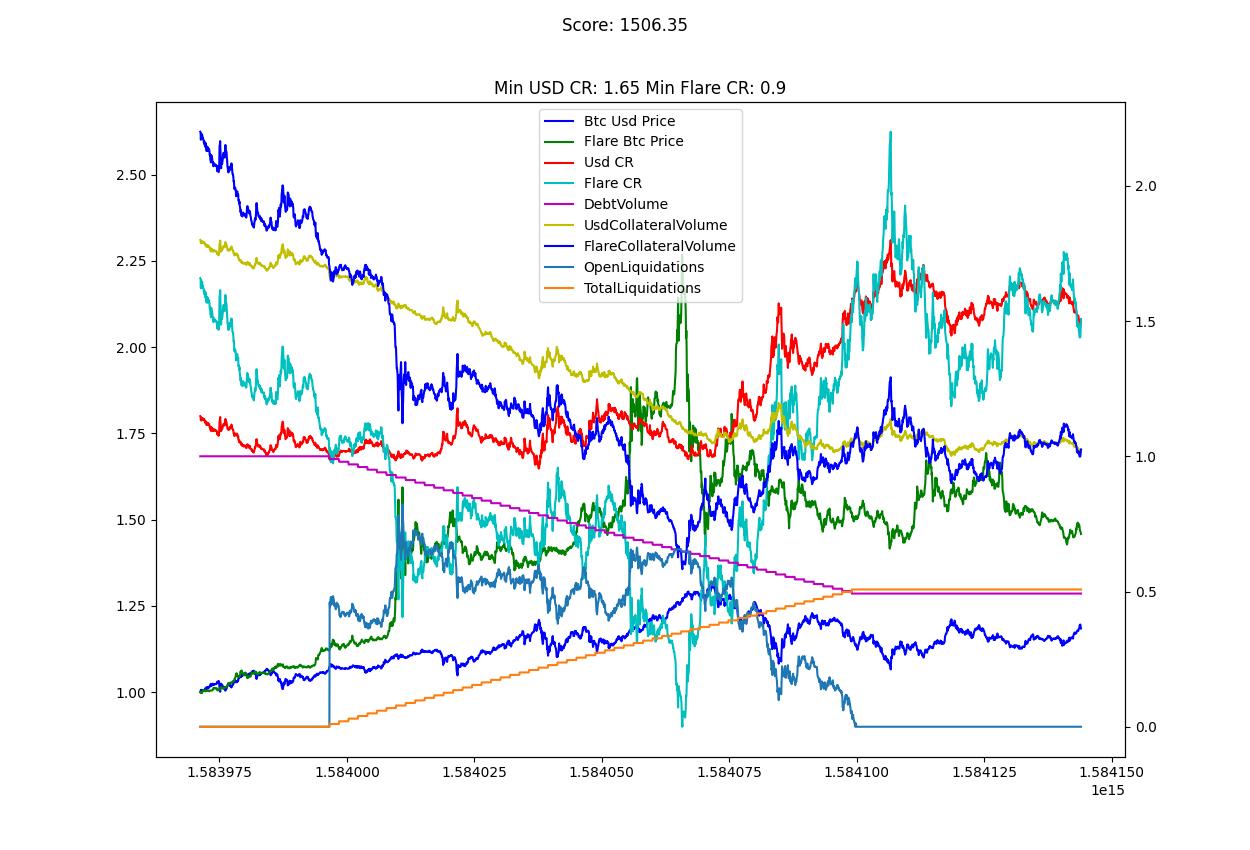 Score: 1506.35
Min USD CR: 1.65 Min Flare CR: 0.9
Btc Usd Price
Flare Btc Price
Usd CR
Flare CR
DebtVolume
UsdCollateralVolume
FlareCollateralVolume
OpenLiquidations
TotalLiquidations
2.50
2.25
2.00
1.75
1.50
1.25
1.00
2.0
1.5
1.0
0.5
0.0
1.583975 1.584000 1.584025 1.584050 1.584075 1.584100 1.584125 1.584150
1e15